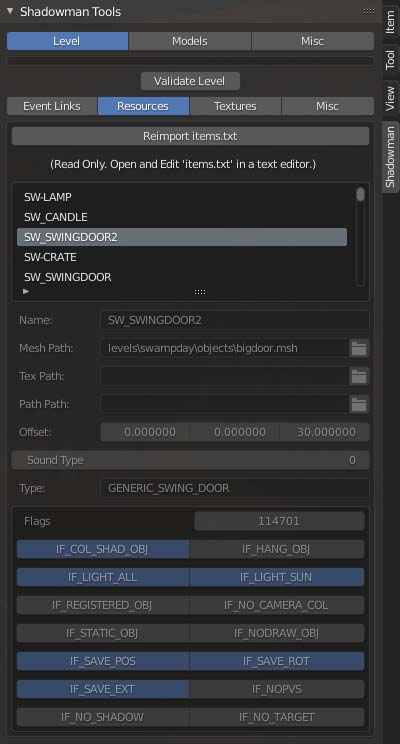 Shadowman Tools
Level Models Misc
Validate Level
Event Links Resources Textures Misc
Reimport items.txt
(Read Only. Open and Edit 'items.txt' in a text editor.)
SW-LAMP
SW_CANDLE
SW_SWINGDOOR2
SW-CRATE
SW_SWINGDOOR
Name: SW_SWINGDOOR2
Mesh Path: levels\swampday\objects\bigdoor.msh
Tex Path:
Path Path:
Offset: 0.000000 0.000000 30.000000
Sound Type 0
Type: GENERIC_SWING_DOOR
Flags 114701
IF_COL_SHAD_OBJ IF_HANG_OBJ
IF_LIGHT_ALL IF_LIGHT_SUN
IF_REGISTERED_OBJ IF_NO_CAMERA_COL
IF_STATIC_OBJ IF_NODRAW_OBJ
IF_SAVE_POS IF_SAVE_ROT
IF_SAVE_EXT IF_NOPVS
IF_NO_SHADOW IF_NO_TARGET
Item
Tool
View
Shadowman